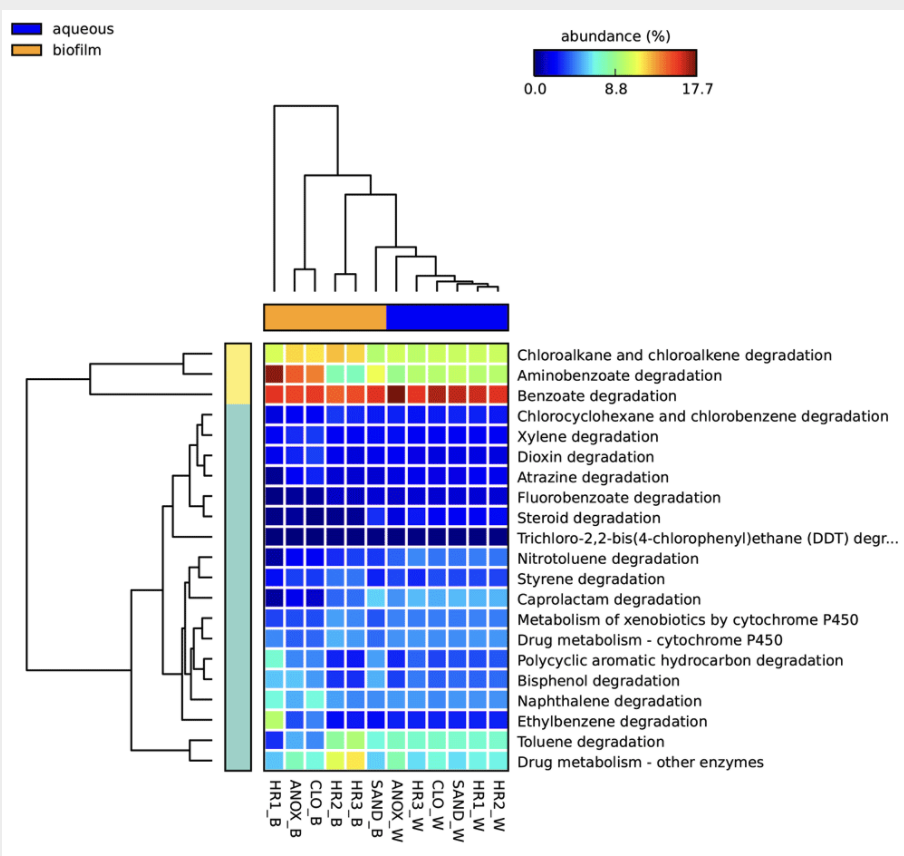 aqueous
biofilm
abundance (%)
0.0 8.8 17.7
Chloroalkane and chloroalkene degradation
Aminobenzoate degradation
Benzoate degradation
Chlorocyclohexane and chlorobenzene degradation
Xylene degradation
Dioxin degradation
Atrazine degradation
Fluorobenzoate degradation
Steroid degradation
Trichloro-2,2-bis(4-chlorophenyl)ethane (DDT) degr...
Nitrotoluene degradation
Styrene degradation
Caprolactam degradation
Metabolism of xenobiotics by cytochrome P450
Drug metabolism - cytochrome P450
Polycyclic aromatic hydrocarbon degradation
Bisphenol degradation
Naphthalene degradation
Ethylbenzene degradation
Toluene degradation
Drug metabolism - other enzymes
HR1_B
ANOX_B
CLO_B
HR2_B
HR3_B
SAND_B
ANOX_W
HR3_W
CLO_W
SAND_W
HR1_W
HR2_W